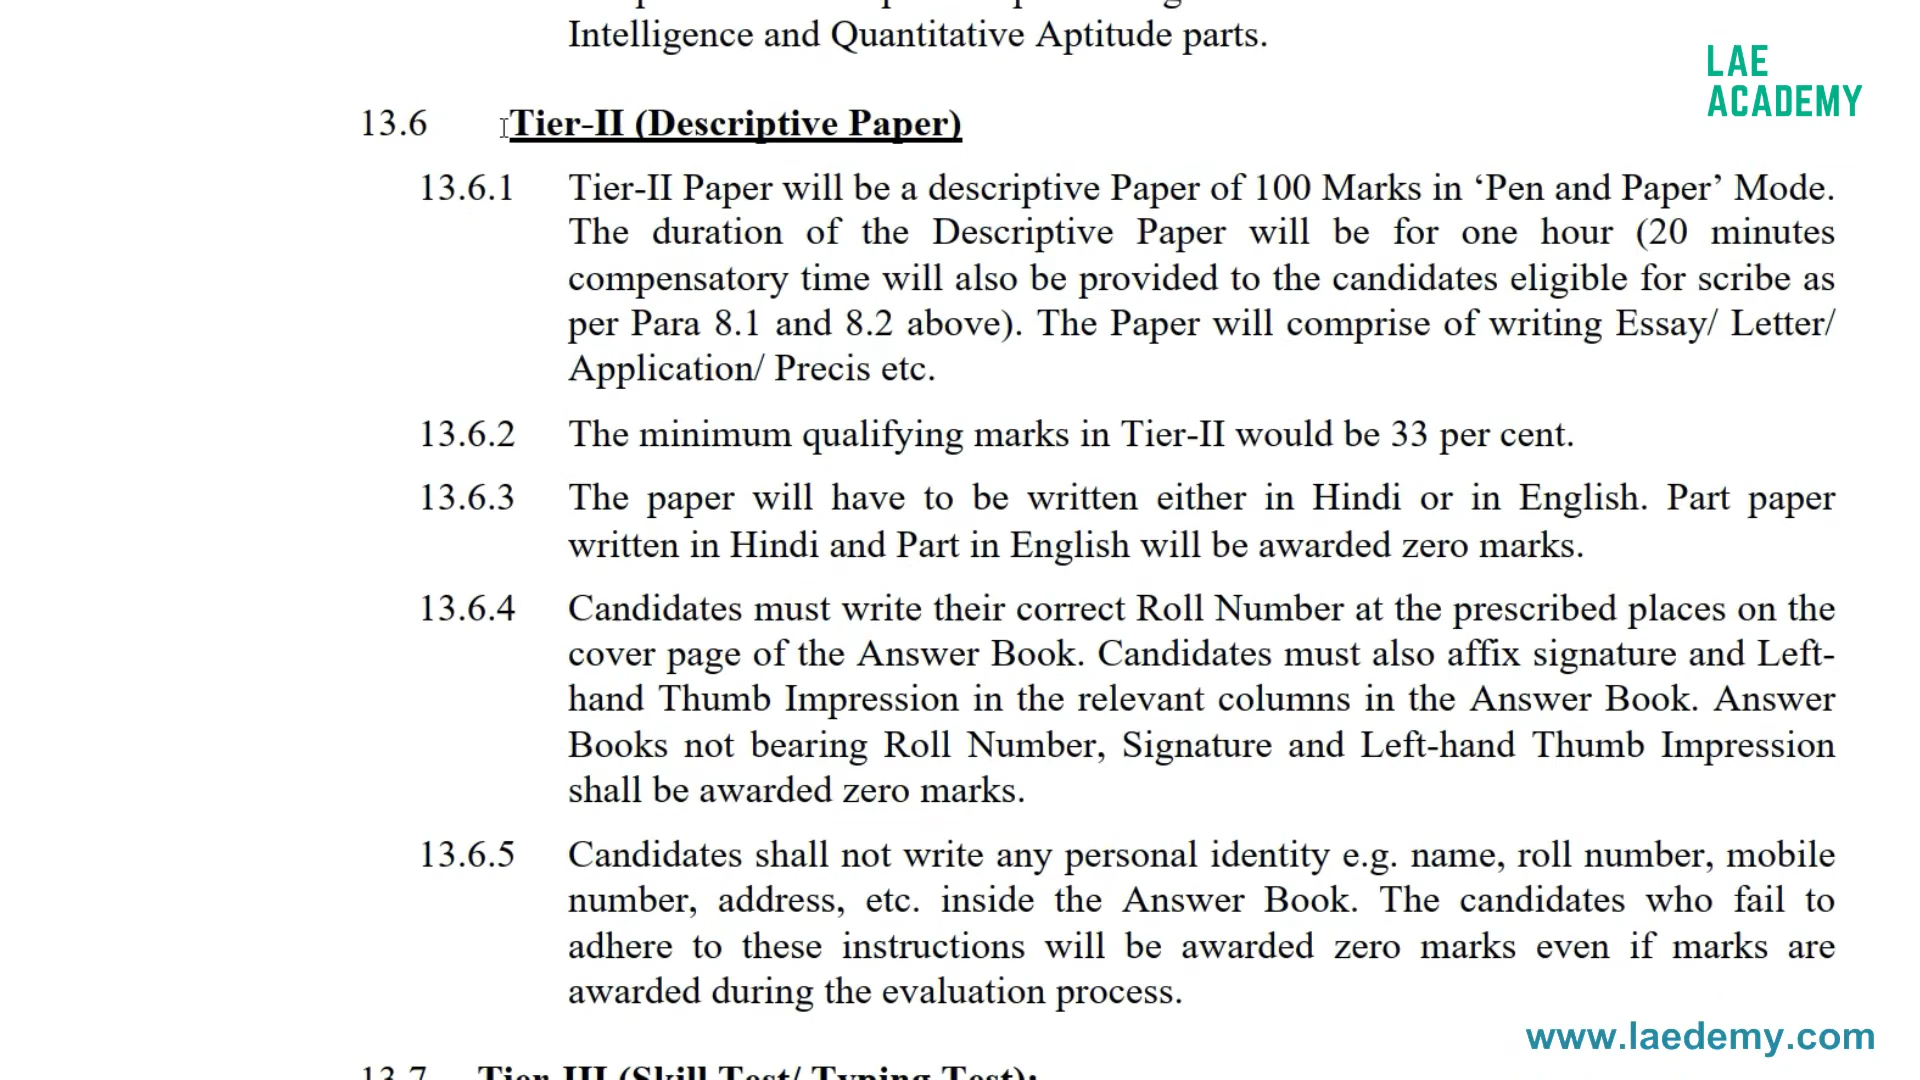 Intelligence and Quantitative Aptitude parts.
LAE
ACADEMY
13.6 Tier-II (Descriptive Paper)
13.6.1 Tier-II Paper will be a descriptive Paper of 100 Marks in ‘Pen and Paper’ Mode.
The duration of the Descriptive Paper will be for one hour (20 minutes
compensatory time will also be provided to the candidates eligible for scribe as
per Para 8.1 and 8.2 above). The Paper will comprise of writing Essay/ Letter/
Application/ Precis etc.
13.6.2 The minimum qualifying marks in Tier-II would be 33 per cent.
13.6.3 The paper will have to be written either in Hindi or in English. Part paper
written in Hindi and Part in English will be awarded zero marks.
13.6.4 Candidates must write their correct Roll Number at the prescribed places on the
cover page of the Answer Book. Candidates must also affix signature and Left-
hand Thumb Impression in the relevant columns in the Answer Book. Answer
Books not bearing Roll Number, Signature and Left-hand Thumb Impression
shall be awarded zero marks.
13.6.5 Candidates shall not write any personal identity e.g. name, roll number, mobile
number, address, etc. inside the Answer Book. The candidates who fail to
adhere to these instructions will be awarded zero marks even if marks are
awarded during the evaluation process.
www.laedemy.com
13.7 Tier-III (Skill Test/ Typing Test):